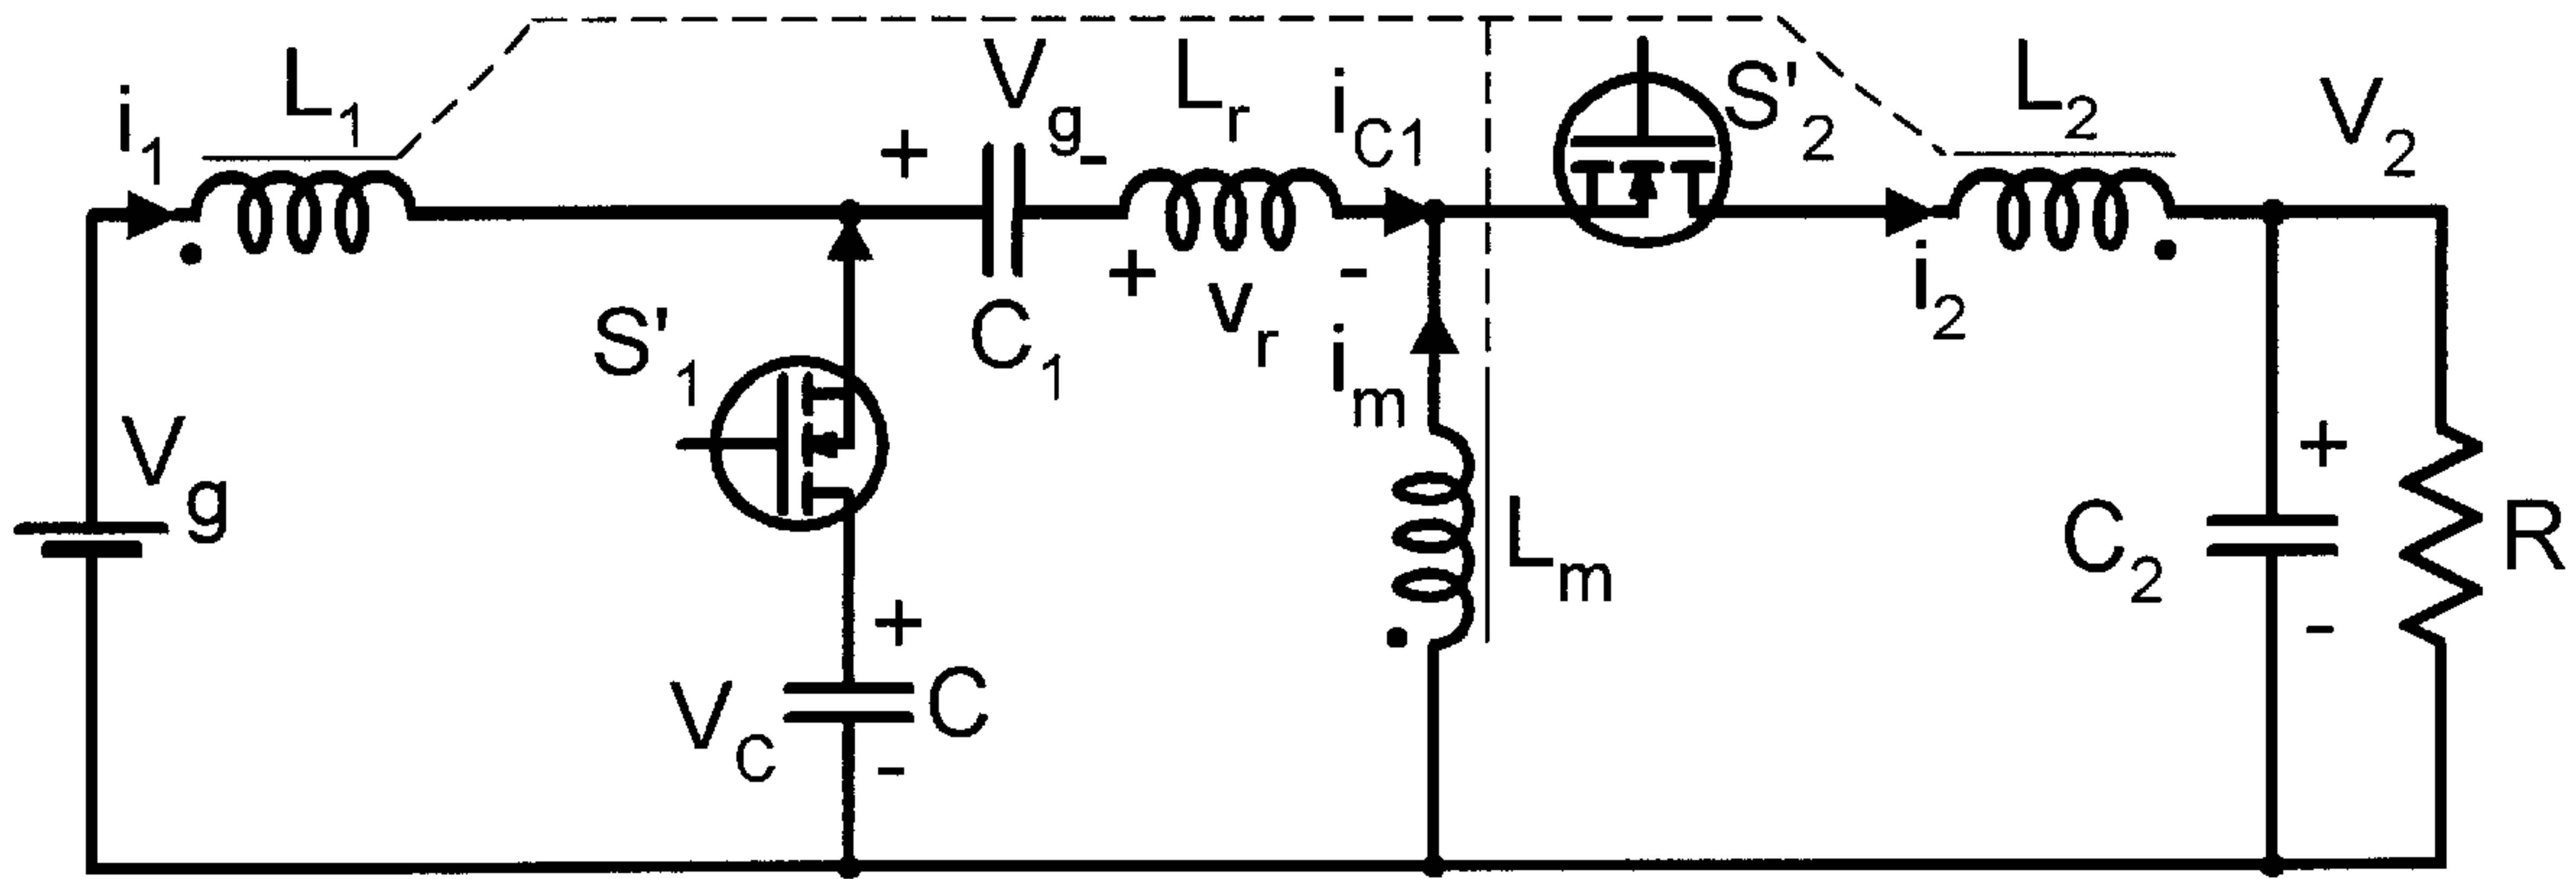 i1
L1
Vg
+
-
Lr
iC1
S'2
L2
V2
i2
+
vr
-
C1
S'1
im
Vg
Lm
+
VC
C
-
C2
+
-
R